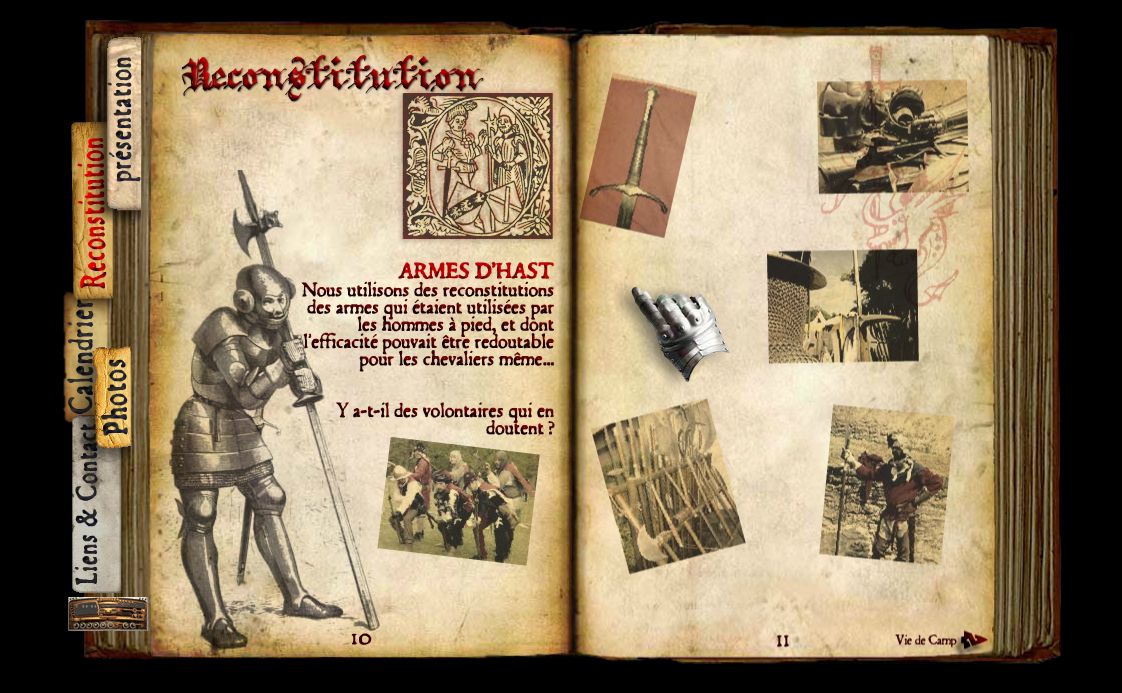 présentation
Reconstitution
Calendrier
Photos
Liens & Contact
Reconstitution
ARMES D'HAST
Nous utilisons des reconstitutions
des armes qui étaient utilisées par
les hommes à pied, et dont
l'efficacité pouvait être redoutable
pour les chevaliers même...
Y a-t-il des volontaires qui en
doutent ?
10
11
Vie de Camp